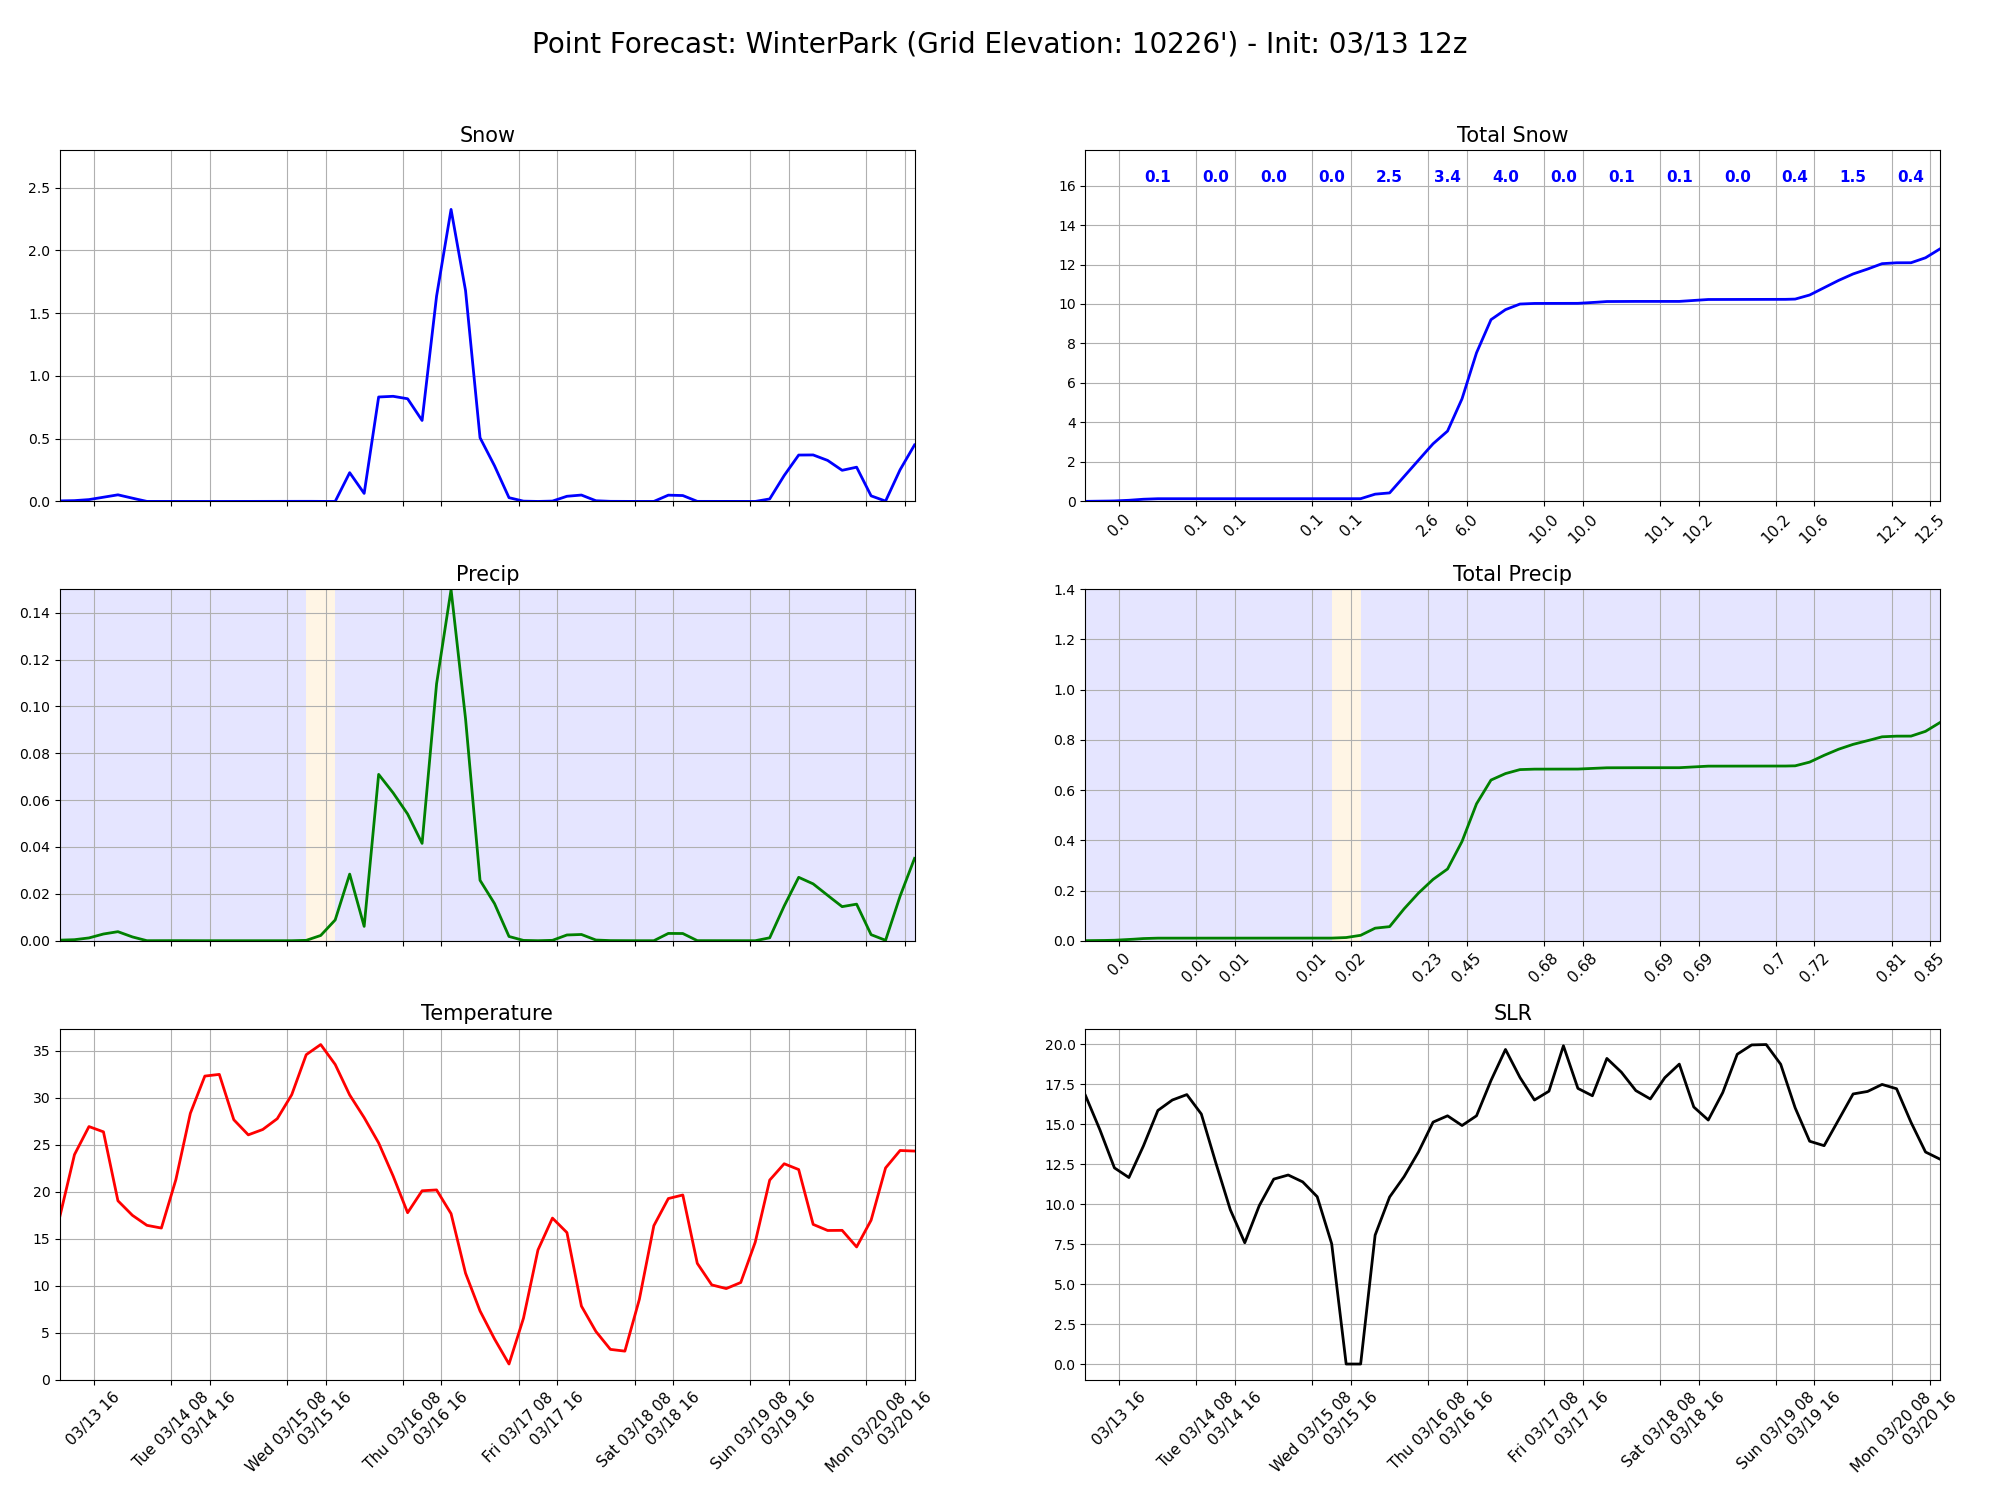 Point Forecast: WinterPark (Grid Elevation: 10226') - Init: 03/13 12z
Snow
2.5
2.0
1.5
1.0
0.5
0.0
Total Snow
0.1 0.0 0.0 0.0 2.5 3.4 4.0 0.0 0.1 0.1 0.0 0.4 1.5 0.4
16
14
12
10
8
6
4
2
0
0.0 0.1 0.1 0.1 0.1 2.6 6.0 10.0 10.0 10.1 10.2 10.2 10.6 12.1 12.5
Precip
0.14
0.12
0.10
0.08
0.06
0.04
0.02
0.00
Total Precip
1.4
1.2
1.0
0.8
0.6
0.4
0.2
0.0
0.0 0.01 0.01 0.01 0.02 0.23 0.45 0.68 0.68 0.69 0.69 0.7 0.72 0.81 0.85
Temperature
35
30
25
20
15
10
5
0
03/13 16
Tue 03/14 08
03/14 16
Wed 03/15 08
03/15 16
Thu 03/16 08
03/16 16
Fri 03/17 08
03/17 16
Sat 03/18 08
03/18 16
Sun 03/19 08
03/19 16
Mon 03/20 08
03/20 16
SLR
20.0
17.5
15.0
12.5
10.0
7.5
5.0
2.5
0.0
03/13 16
Tue 03/14 08
03/14 16
Wed 03/15 08
03/15 16
Thu 03/16 08
03/16 16
Fri 03/17 08
03/17 16
Sat 03/18 08
03/18 16
Sun 03/19 08
03/19 16
Mon 03/20 08
03/20 16